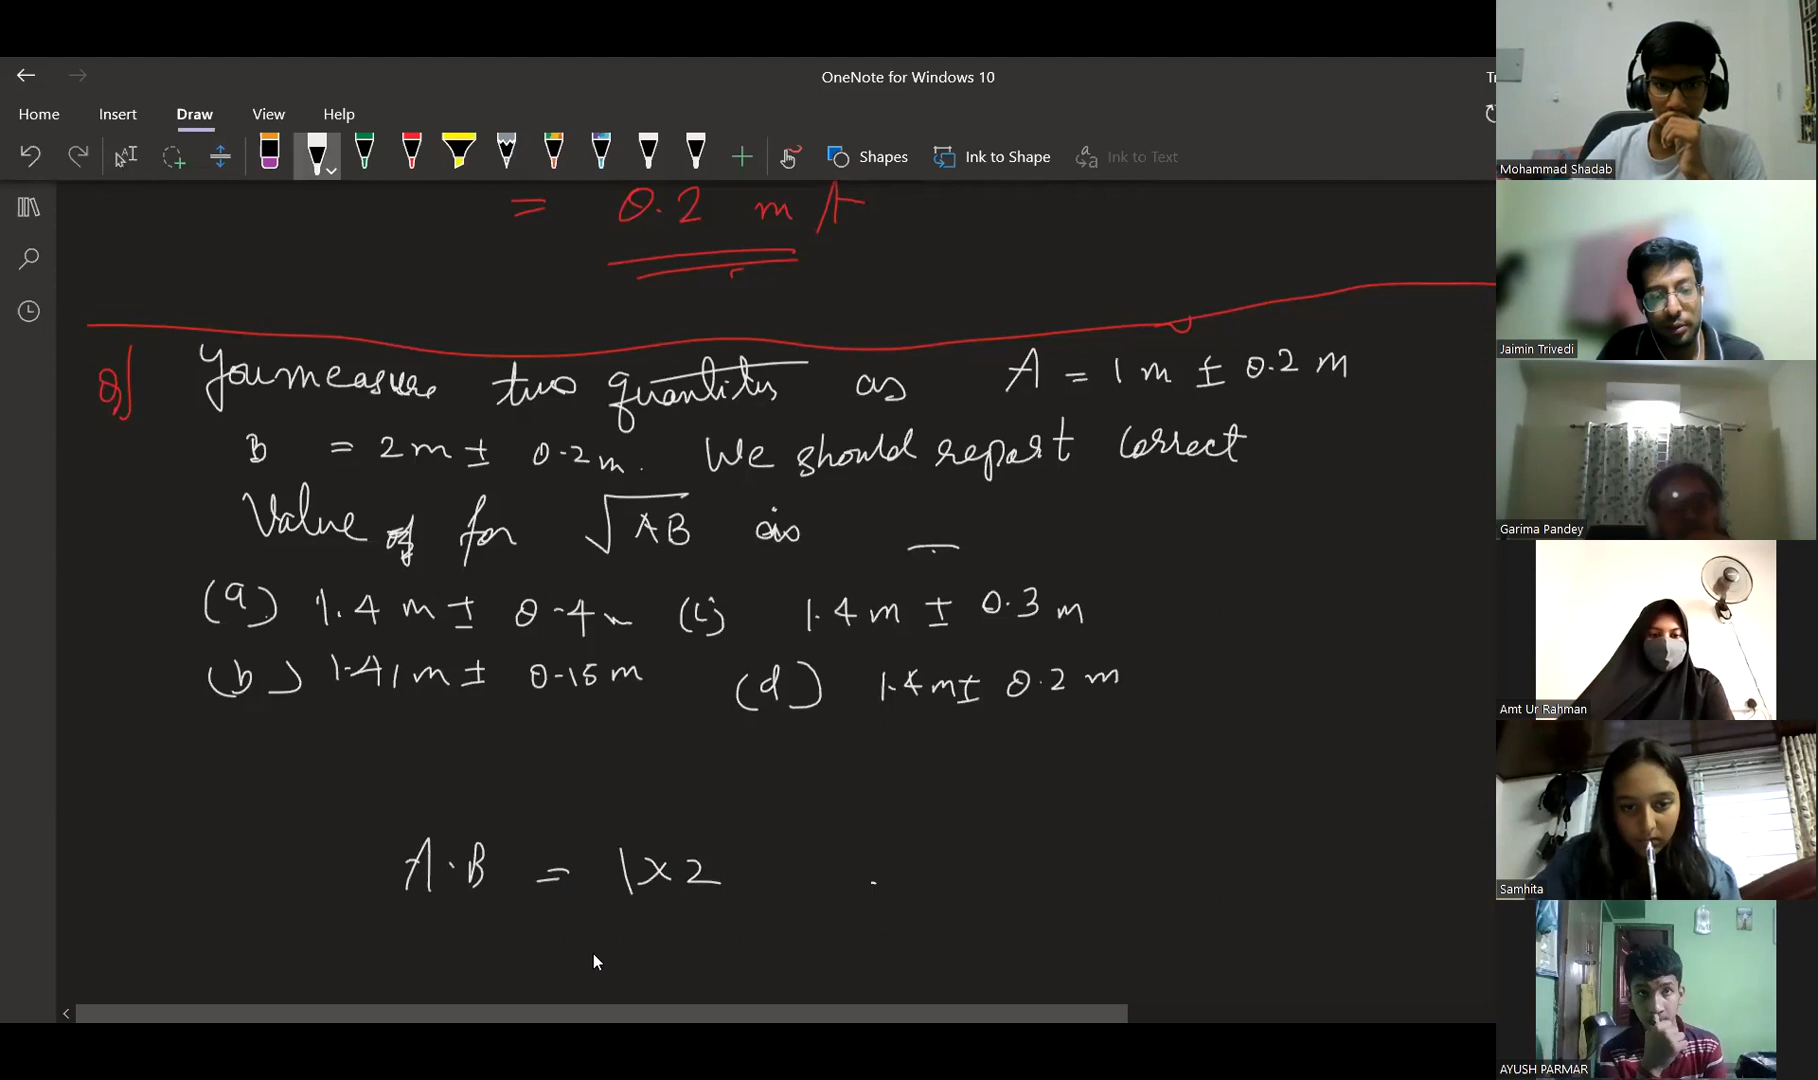 OneNote for Windows 10
Home Insert Draw View Help
Shapes Ink to Shape Ink to Text
= 0.2 m
Q) You measure two quantities as A = 1 m ± 0.2 m
B = 2 m ± 0.2 m. We should report correct
Value for √AB is
(a) 1.4 m ± 0.4 m (c) 1.4 m ± 0.3 m
(b) 1.41 m ± 0.15 m (d) 1.4 m ± 0.2 m
A.B = 1 x 2
Mohammad Shadab
Jaimin Trivedi
Garima Pandey
Amt Ur Rahman
Samhita
AYUSH PARMAR